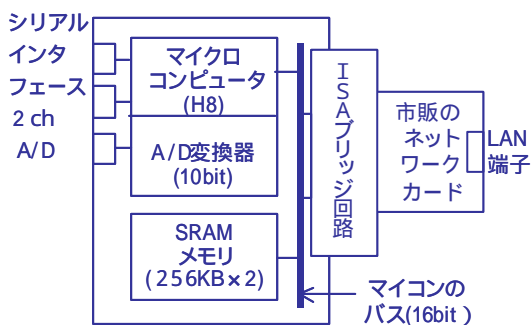 シリアル
インタ
フェース
2 ch
A/D
マイクロ
コンピュータ
(H8)
A/D変換器
(10bit)
SRAM
メモリ
(256KB×2)
ISAブリッジ回路
市販の
ネット
ワーク
カード
LAN
端子
マイコンの
バス(16bit )